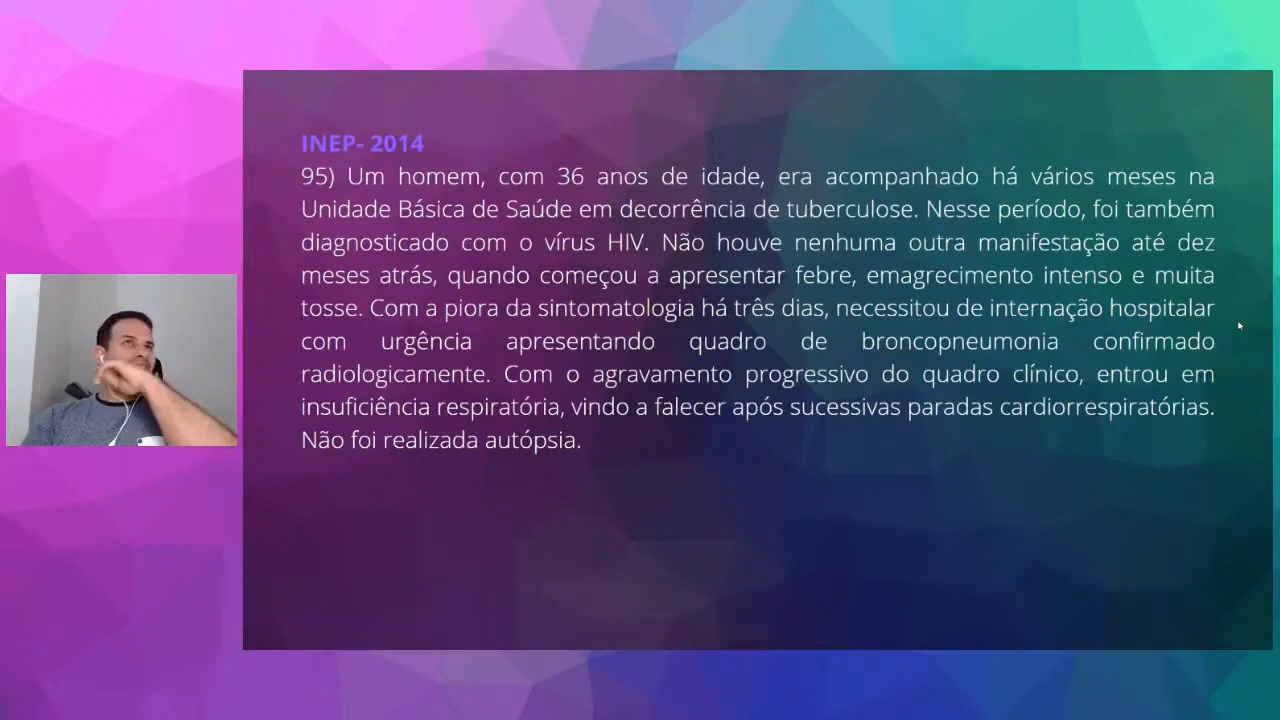 INEP- 2014
95) Um homem, com 36 anos de idade, era acompanhado há vários meses na
Unidade Básica de Saúde em decorrência de tuberculose. Nesse período, foi também
diagnosticado com o vírus HIV. Não houve nenhuma outra manifestação até dez
meses atrás, quando começou a apresentar febre, emagrecimento intenso e muita
tosse. Com a piora da sintomatologia há três dias, necessitou de internação hospitalar
com urgência apresentando quadro de broncopneumonia confirmado
radiologicamente. Com o agravamento progressivo do quadro clínico, entrou em
insuficiência respiratória, vindo a falecer após sucessivas paradas cardiorrespiratórias.
Não foi realizada autópsia.